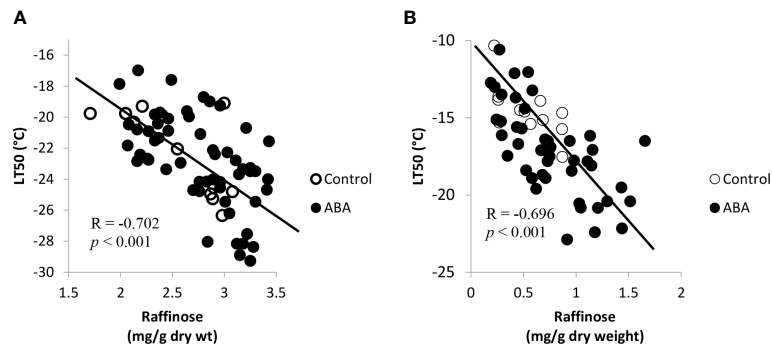 A
-16
-18
-20
-22
-24
-26
-28
-30
LT50 (°C)
R = -0.702
p < 0.001
1.5 2 2.5 3 3.5
Raffinose
(mg/g dry wt)
Control
ABA
B
-10
-15
-20
-25
LT50 (°C)
R = -0.696
p < 0.001
0 0.5 1 1.5 2
Raffinose
(mg/g dry weight)
Control
ABA